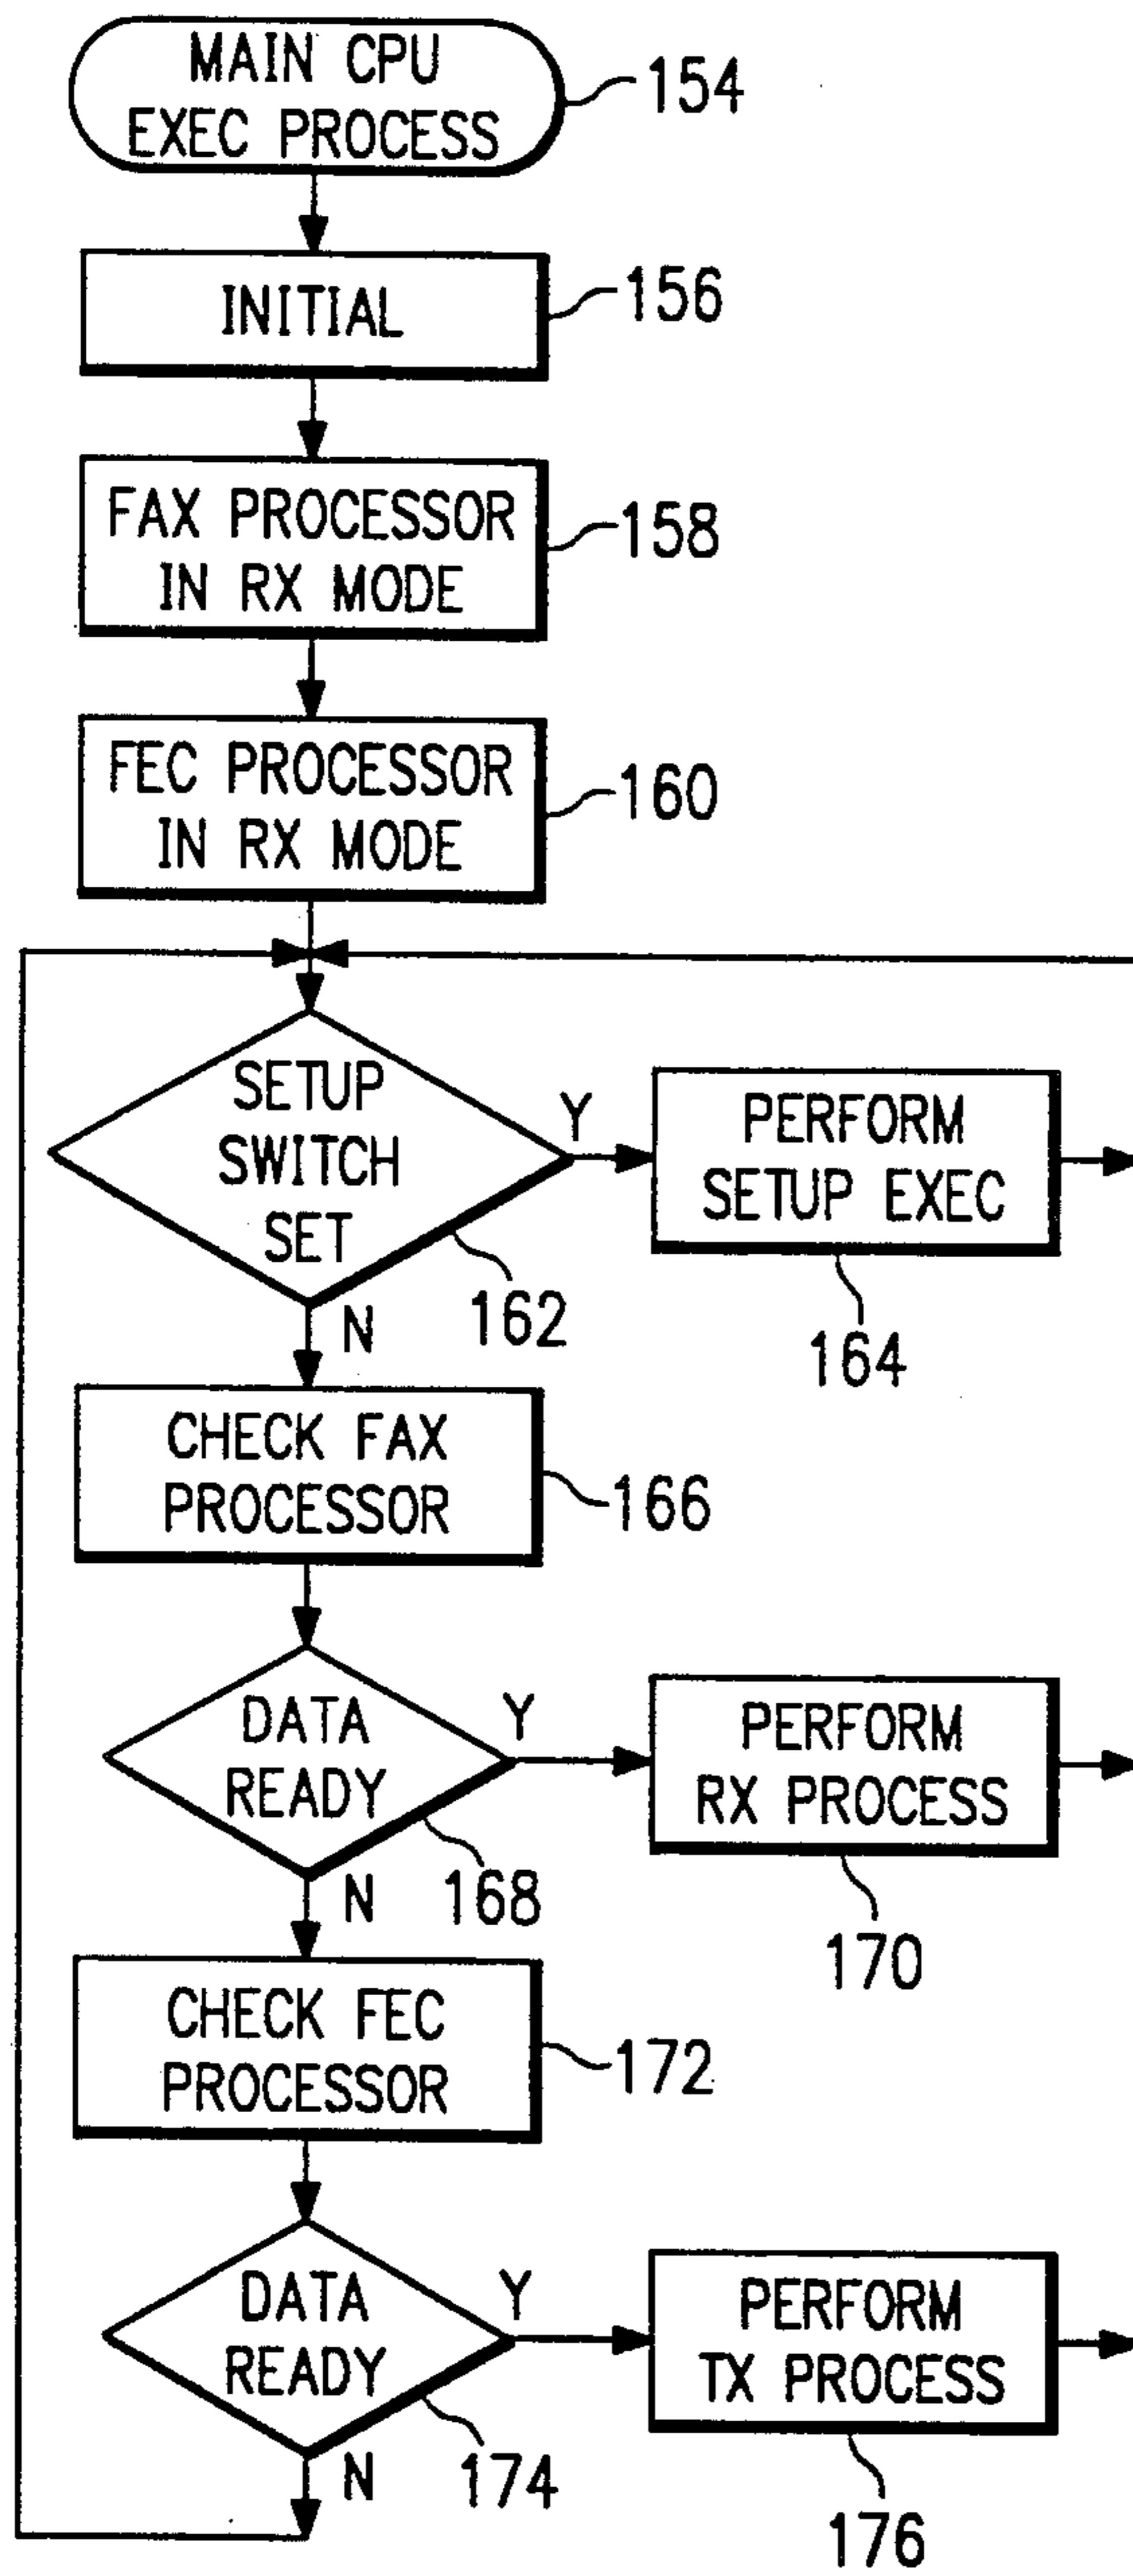 MAIN CPU
EXEC PROCESS
154
INITIAL
156
FAX PROCESSOR
IN RX MODE
158
FEC PROCESSOR
IN RX MODE
160
SETUP
SWITCH
SET
162
Y
PERFORM
SETUP EXEC
164
N
CHECK FAX
PROCESSOR
166
DATA
READY
168
Y
PERFORM
RX PROCESS
170
N
CHECK FEC
PROCESSOR
172
DATA
READY
174
Y
PERFORM
TX PROCESS
176
N